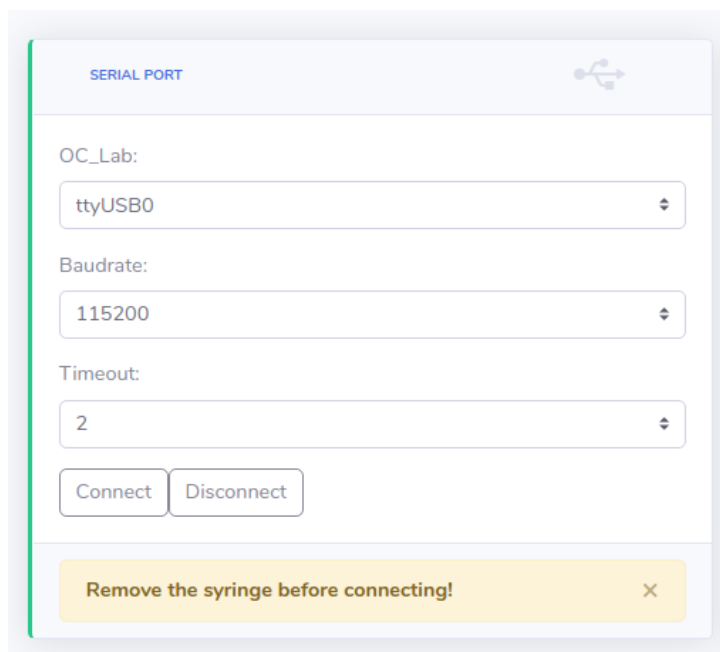 SERIAL PORT
OC_Lab:
ttyUSB0
Baudrate:
115200
Timeout:
2
Connect Disconnect
Remove the syringe before connecting! ×